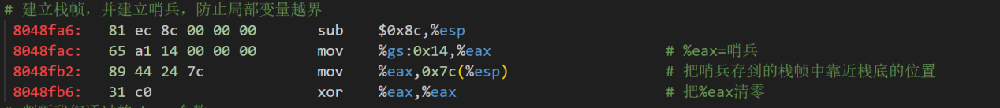 # 建立栈帧，并建立哨兵，防止局部变量越界
8048fa6: 81 ec 8c 00 00 00 sub $0x8c,%esp
8048fac: 65 a1 14 00 00 00 mov %gs:0x14,%eax # %eax=哨兵
8048fb2: 89 44 24 7c mov %eax,0x7c(%esp) # 把哨兵存到的栈帧中靠近栈底的位置
8048fb6: 31 c0 xor %eax,%eax # 把%eax清零